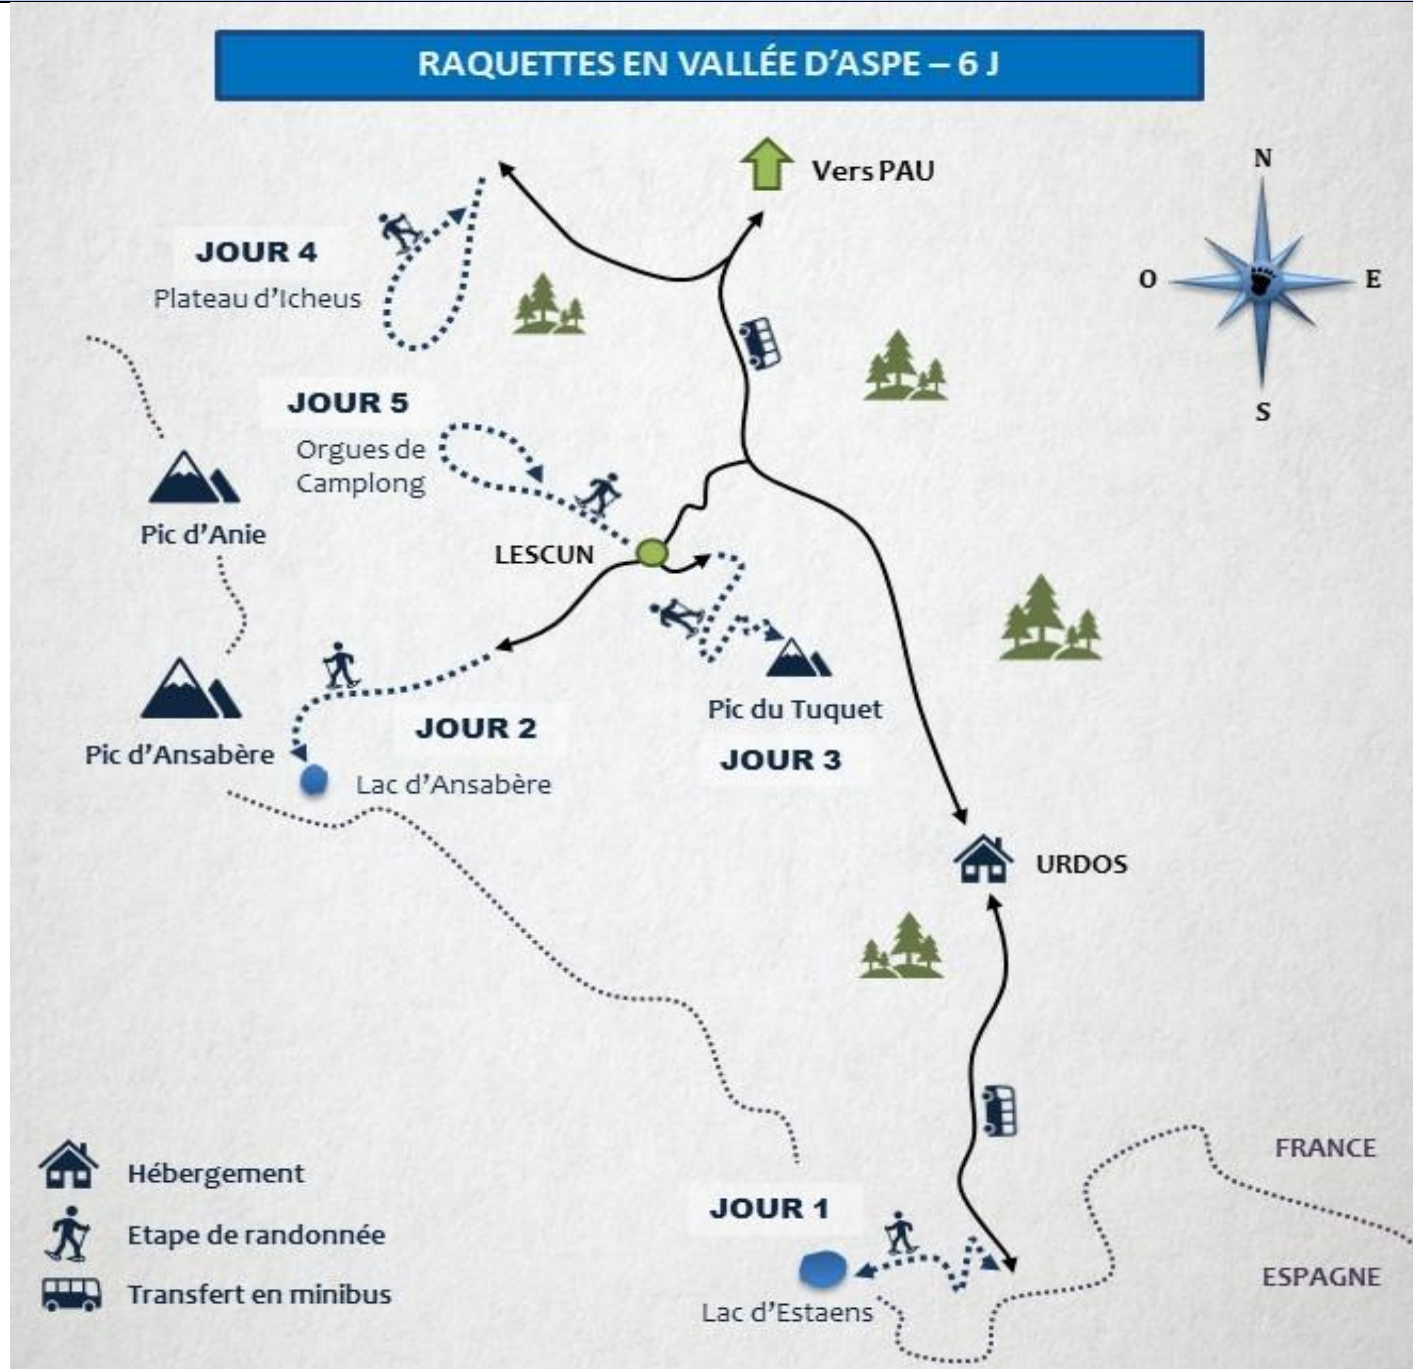 RAQUETTES EN VALLÉE D'ASPE – 6 J
Vers PAU
N
O
E
S
JOUR 4
Plateau d'Icheus
JOUR 5
Orgues de
Camplong
Pic d'Anie
LESCUN
Pic d'Ansabère
JOUR 2
Lac d'Ansabère
Pic du Tuquet
JOUR 3
URDOS
FRANCE
ESPAGNE
JOUR 1
Lac d'Estaens
Hébergement
Etape de randonnée
Transfert en minibus